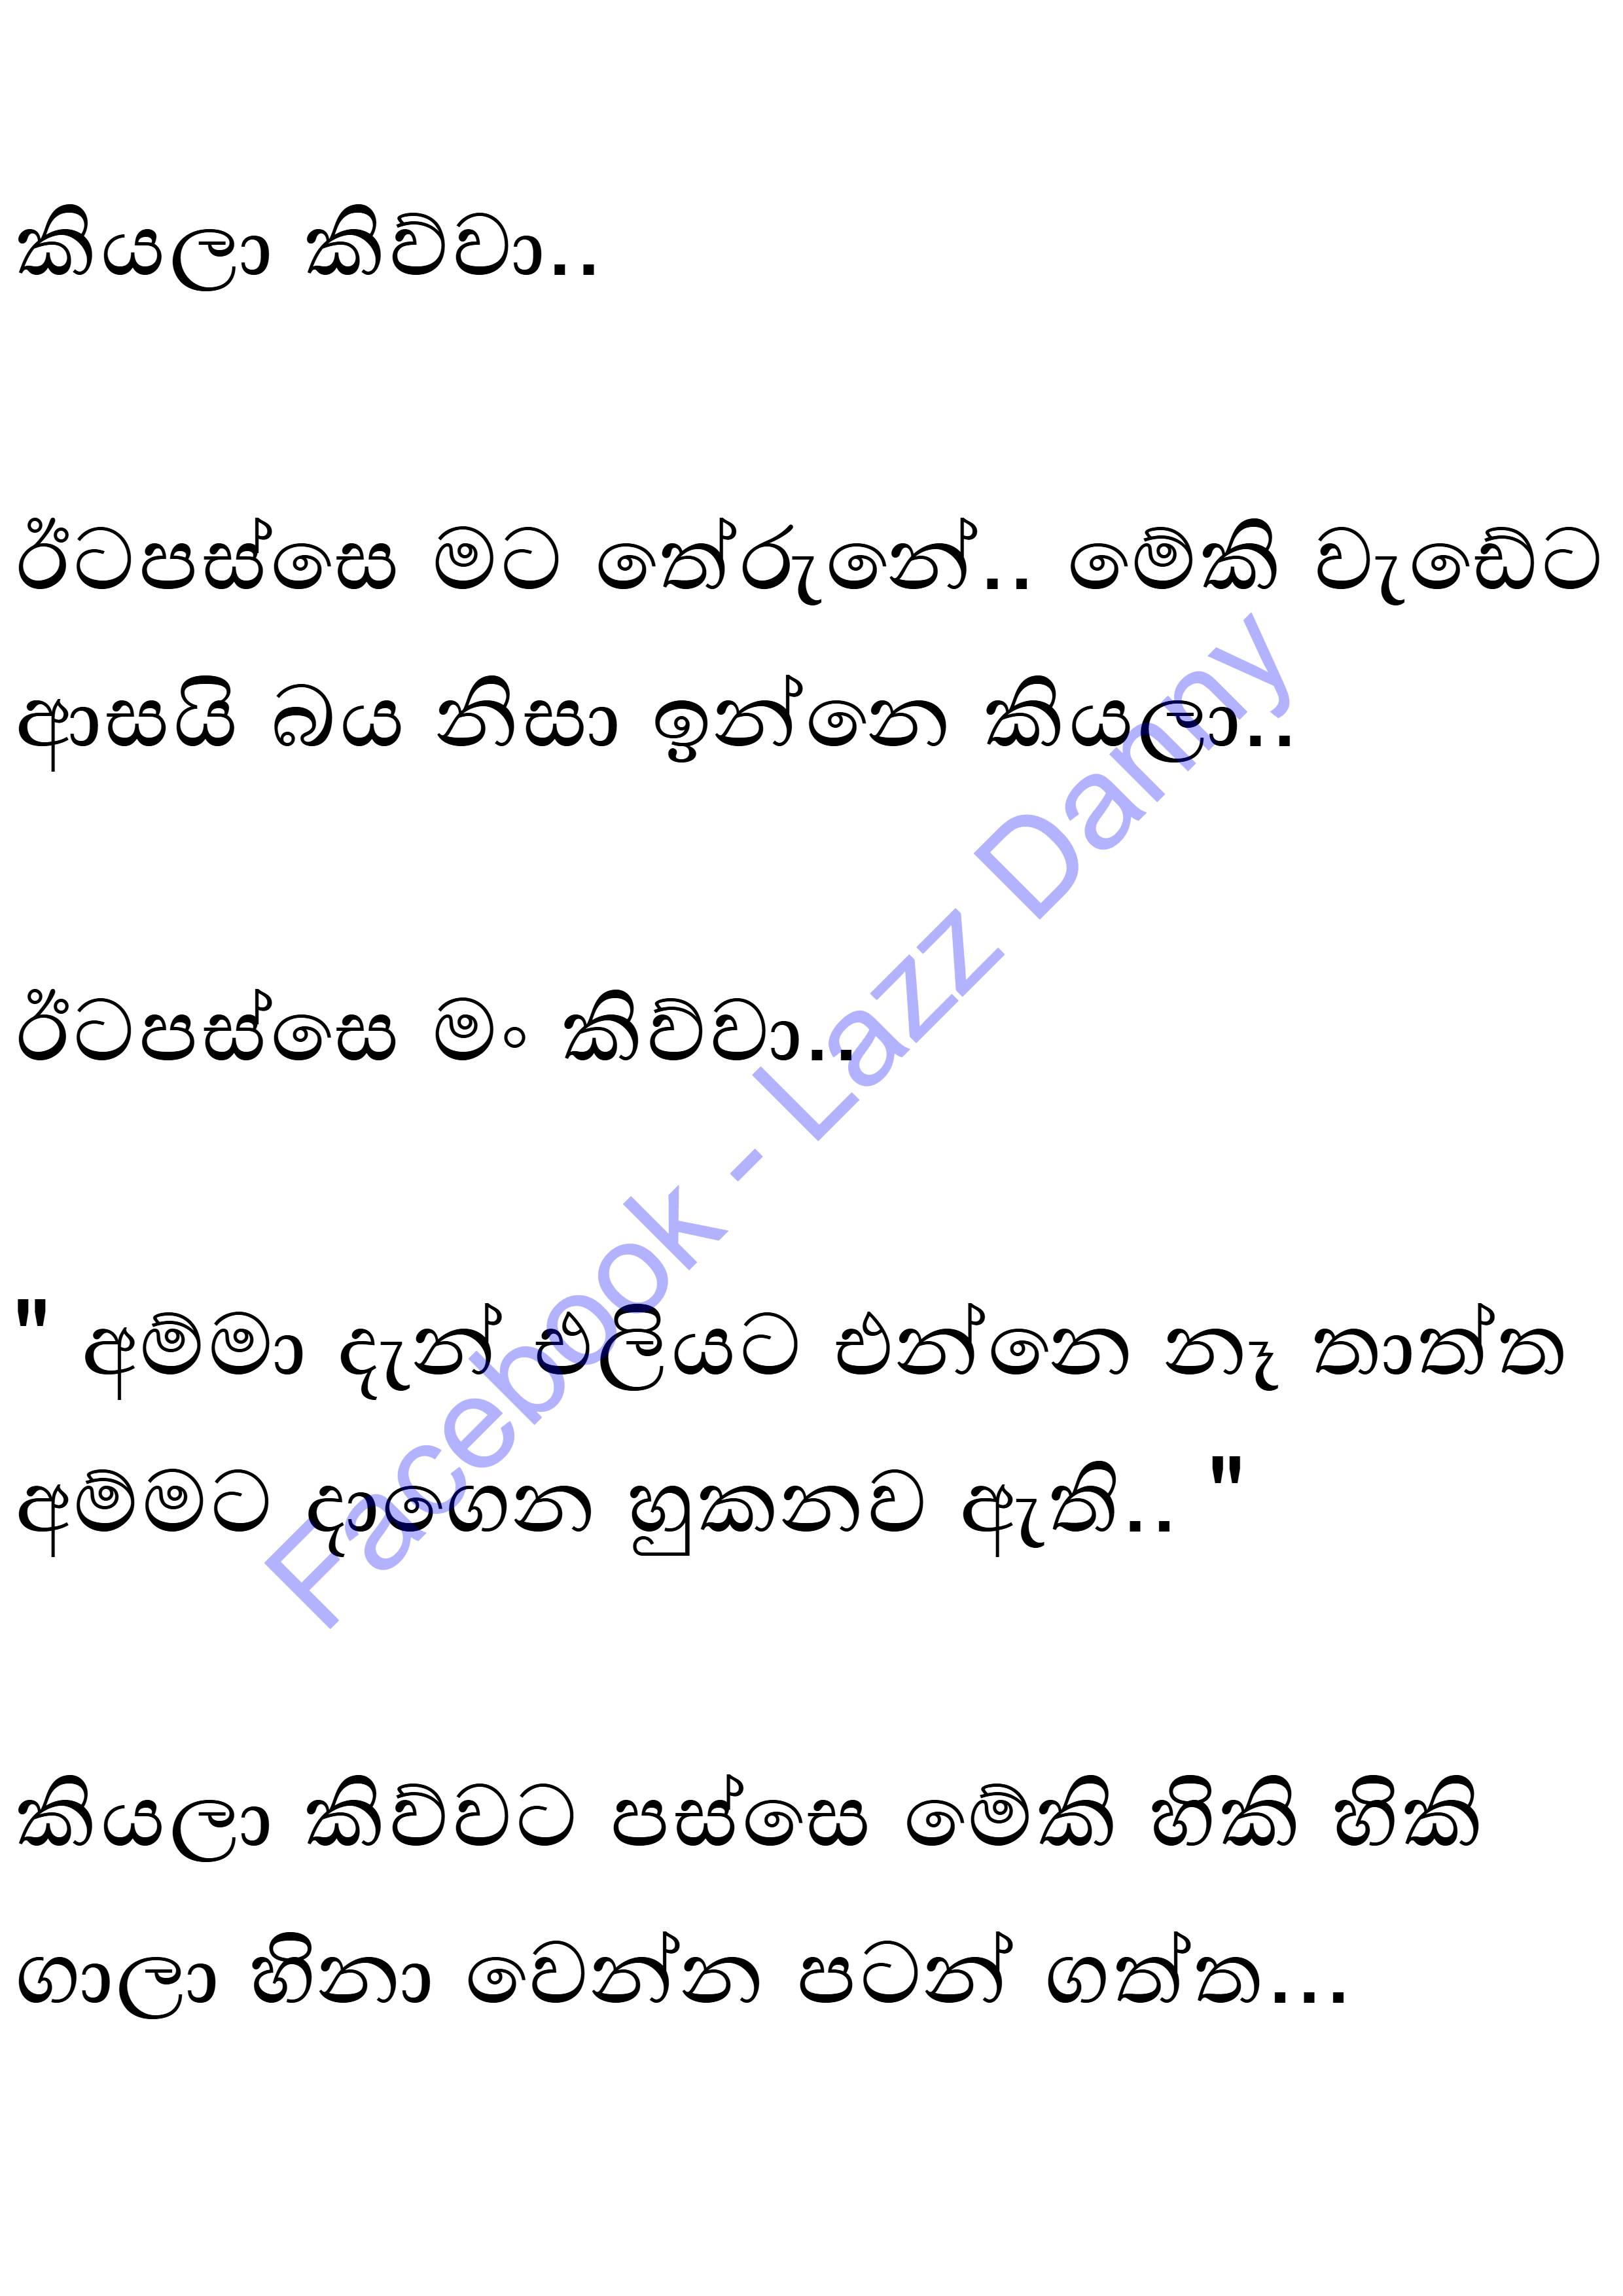 කියලා කිව්වා..
ඊටපස්සෙ මට තේරුනේ.. මේකි වැඩේට
ආසයි බය නිසා ඉන්නෙ කියලා..
ඊටපස්සෙ මං කිව්වා..
" අම්මා දැන් එලියට එන්නෙ නෑ තාත්ත
අම්මට දාගෙන හුකනව ඇති.. "
කියලා කිව්වට පස්සෙ මේකි හිකි හිකි
ගාලා හිනා වෙන්න පටන් ගත්ත...
Facebook - Lazz Danny